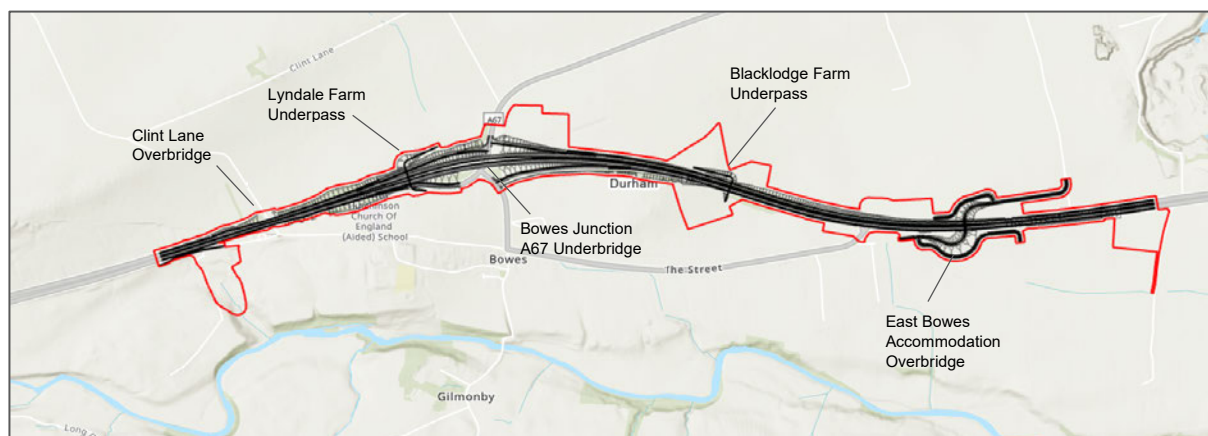 Clint Lane
Lyndale Farm
Underpass
Blacklodge Farm
Underpass
A67
Clint Lane
Overbridge
Durham
Church Of
England
(Aided) School
Bowes Junction
A67 Underbridge
Bowes
The Street
East Bowes
Accommodation
Overbridge
Gilmonby